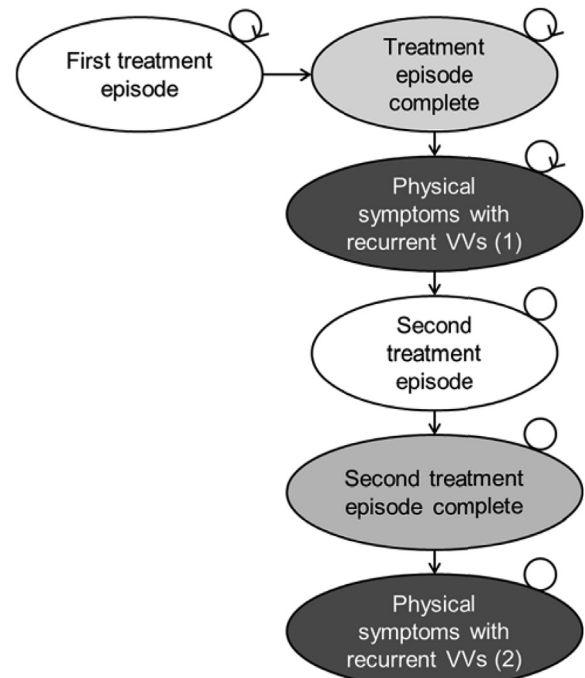 First treatment
episode
Treatment
episode
complete
Physical
symptoms with
recurrent VVs (1)
Second
treatment
episode
Second treatment
episode complete
Physical
symptoms with
recurrent VVs (2)